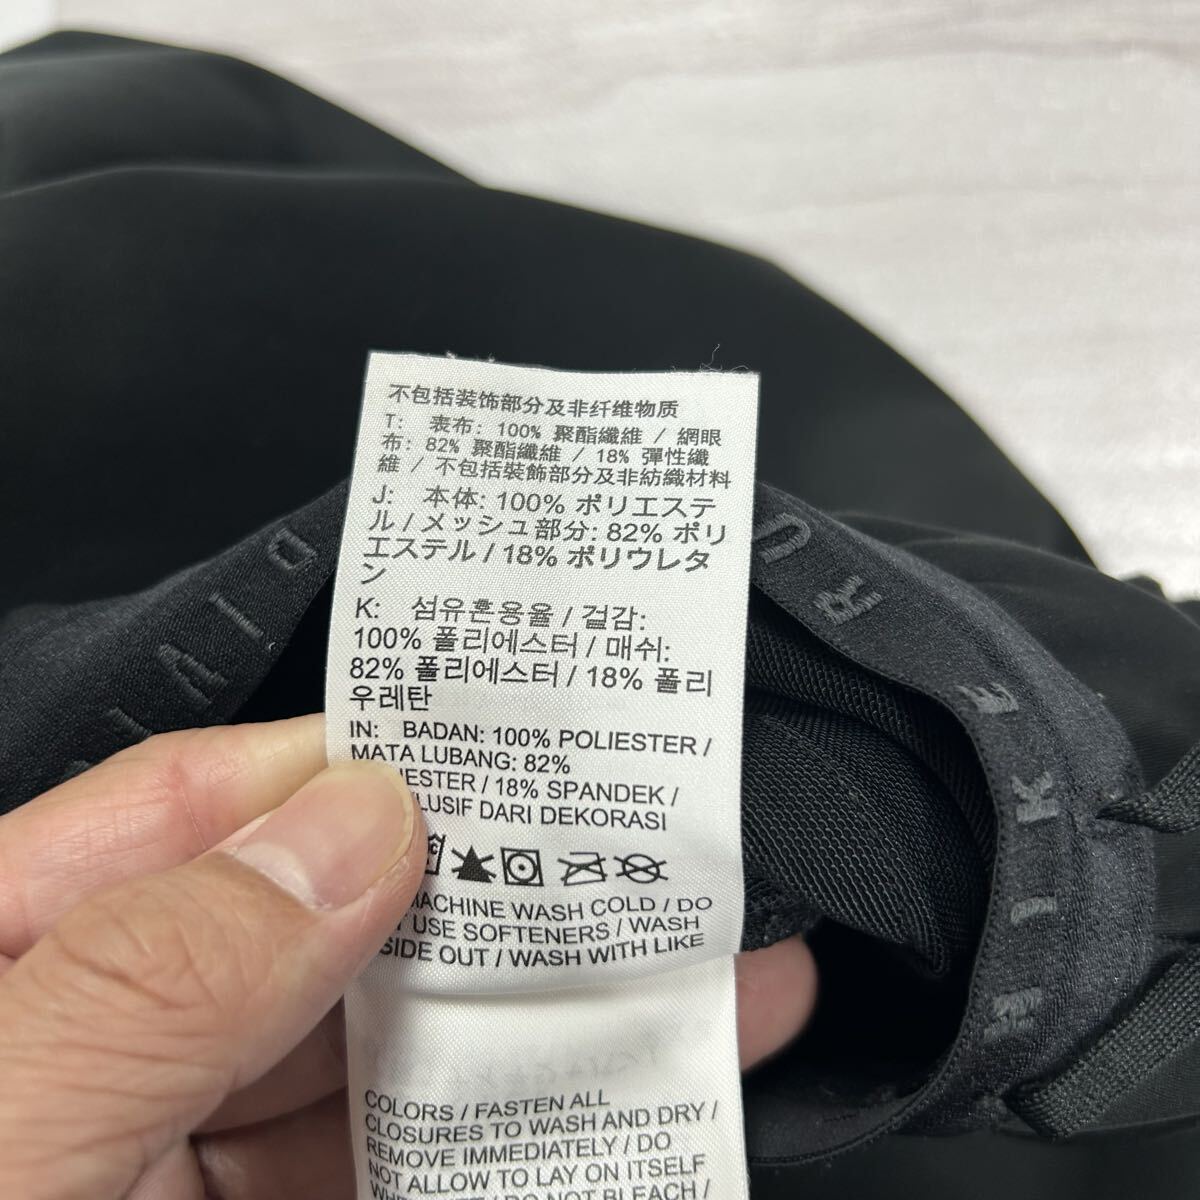 不包括装饰部分及非纤维物质
T: 表布: 100% 聚酯纖維 / 網眼
布: 82% 聚酯纖維 / 18% 彈性纖
維 / 不包括裝飾部分及非紡織材料
J: 本体: 100% ポリエステ
ル / メッシュ部分: 82% ポリ
エステル / 18% ポリウレタ
ン
K: 섬유혼용율 / 겉감:
100% 폴리에스터 / 매쉬:
82% 폴리에스터 / 18% 폴리
우레탄
IN: BADAN: 100% POLIESTER /
MATA LUBANG: 82%
/ 18% SPANDEK /
DARI DEKORASI
MACHINE WASH COLD / DO
USE SOFTENERS / WASH
OUT / WASH WITH LIKE
COLORS / FASTEN ALL
CLOSURES TO WASH AND DRY /
REMOVE IMMEDIATELY / DO
NOT ALLOW TO LAY ON ITSELF
DO NOT BLEACH /
HIKE